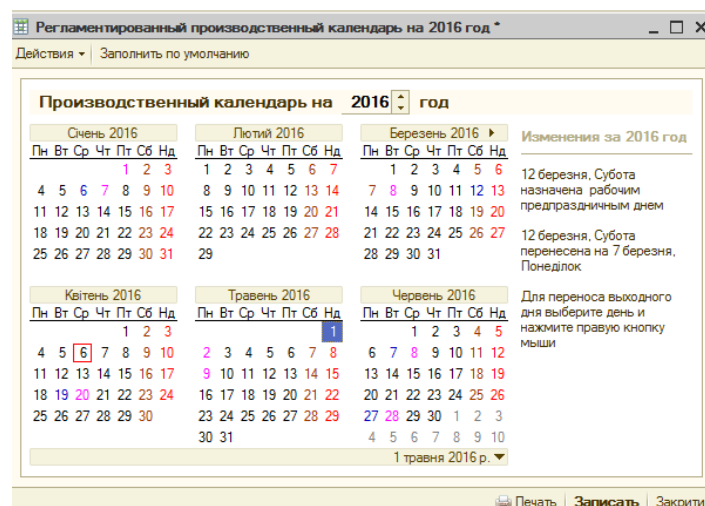 Регламентированный производственный календарь на 2016 год *
Действия Заполнить по умолчанию
Производственный календарь на 2016 год
Січень 2016
Пн Вт Ср Чт Пт Сб Нд
1 2 3
4 5 6 7 8 9 10
11 12 13 14 15 16 17
18 19 20 21 22 23 24
25 26 27 28 29 30 31
Лютий 2016
Пн Вт Ср Чт Пт Сб Нд
1 2 3 4 5 6 7
8 9 10 11 12 13 14
15 16 17 18 19 20 21
22 23 24 25 26 27 28
29
Березень 2016
Пн Вт Ср Чт Пт Сб Нд
1 2 3 4 5 6
7 8 9 10 11 12 13
14 15 16 17 18 19 20
21 22 23 24 25 26 27
28 29 30 31
Квітень 2016
Пн Вт Ср Чт Пт Сб Нд
1 2 3
4 5 6 7 8 9 10
11 12 13 14 15 16 17
18 19 20 21 22 23 24
25 26 27 28 29 30
Травень 2016
Пн Вт Ср Чт Пт Сб Нд
1
2 3 4 5 6 7 8
9 10 11 12 13 14 15
16 17 18 19 20 21 22
23 24 25 26 27 28 29
30 31
Червень 2016
Пн Вт Ср Чт Пт Сб Нд
1 2 3 4 5
6 7 8 9 10 11 12
13 14 15 16 17 18 19
20 21 22 23 24 25 26
27 28 29 30 1 2 3
4 5 6 7 8 9 10
1 травня 2016 р.
Изменения за 2016 год
12 березня, Субота
назначена рабочим
предпраздничным днем
12 березня, Субота
перенесена на 7 березня,
Понеділок
Для переноса выходного
дня выберите день и
нажмите правую кнопку
мыши
Печать Записать Закрити